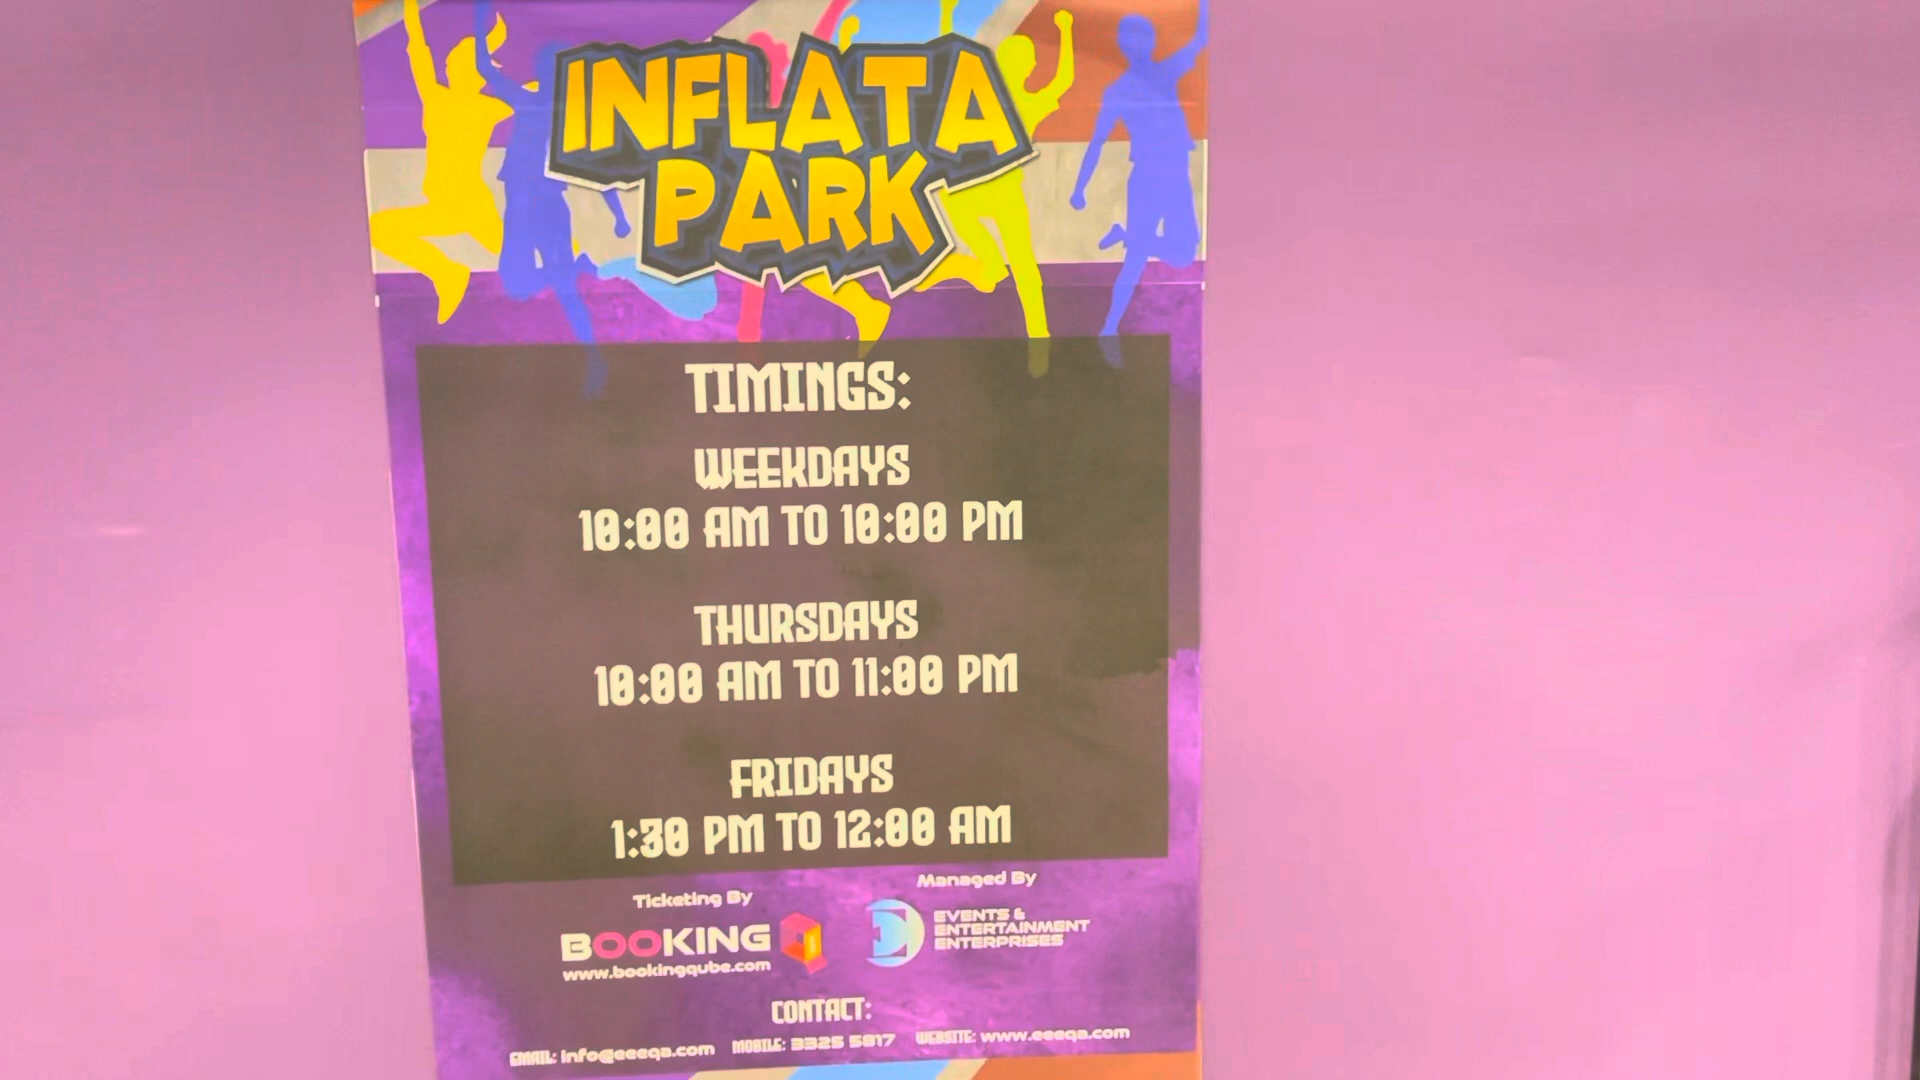 INFLATA
PARK
TIMINGS:
WEEKDAYS
10:00 AM TO 10:00 PM
THURSDAYS
10:00 AM TO 11:00 PM
FRIDAYS
1:30 PM TO 12:00 AM
Ticketing By
BOOKING
www.bookingqube.com
Managed By
EVENTS &
ENTERTAINMENT
ENTERPRISES
CONTACT:
EMAIL: info@eeeqa.com MOBILE: 3325 5817 WEBSITE: www.eeeqa.com